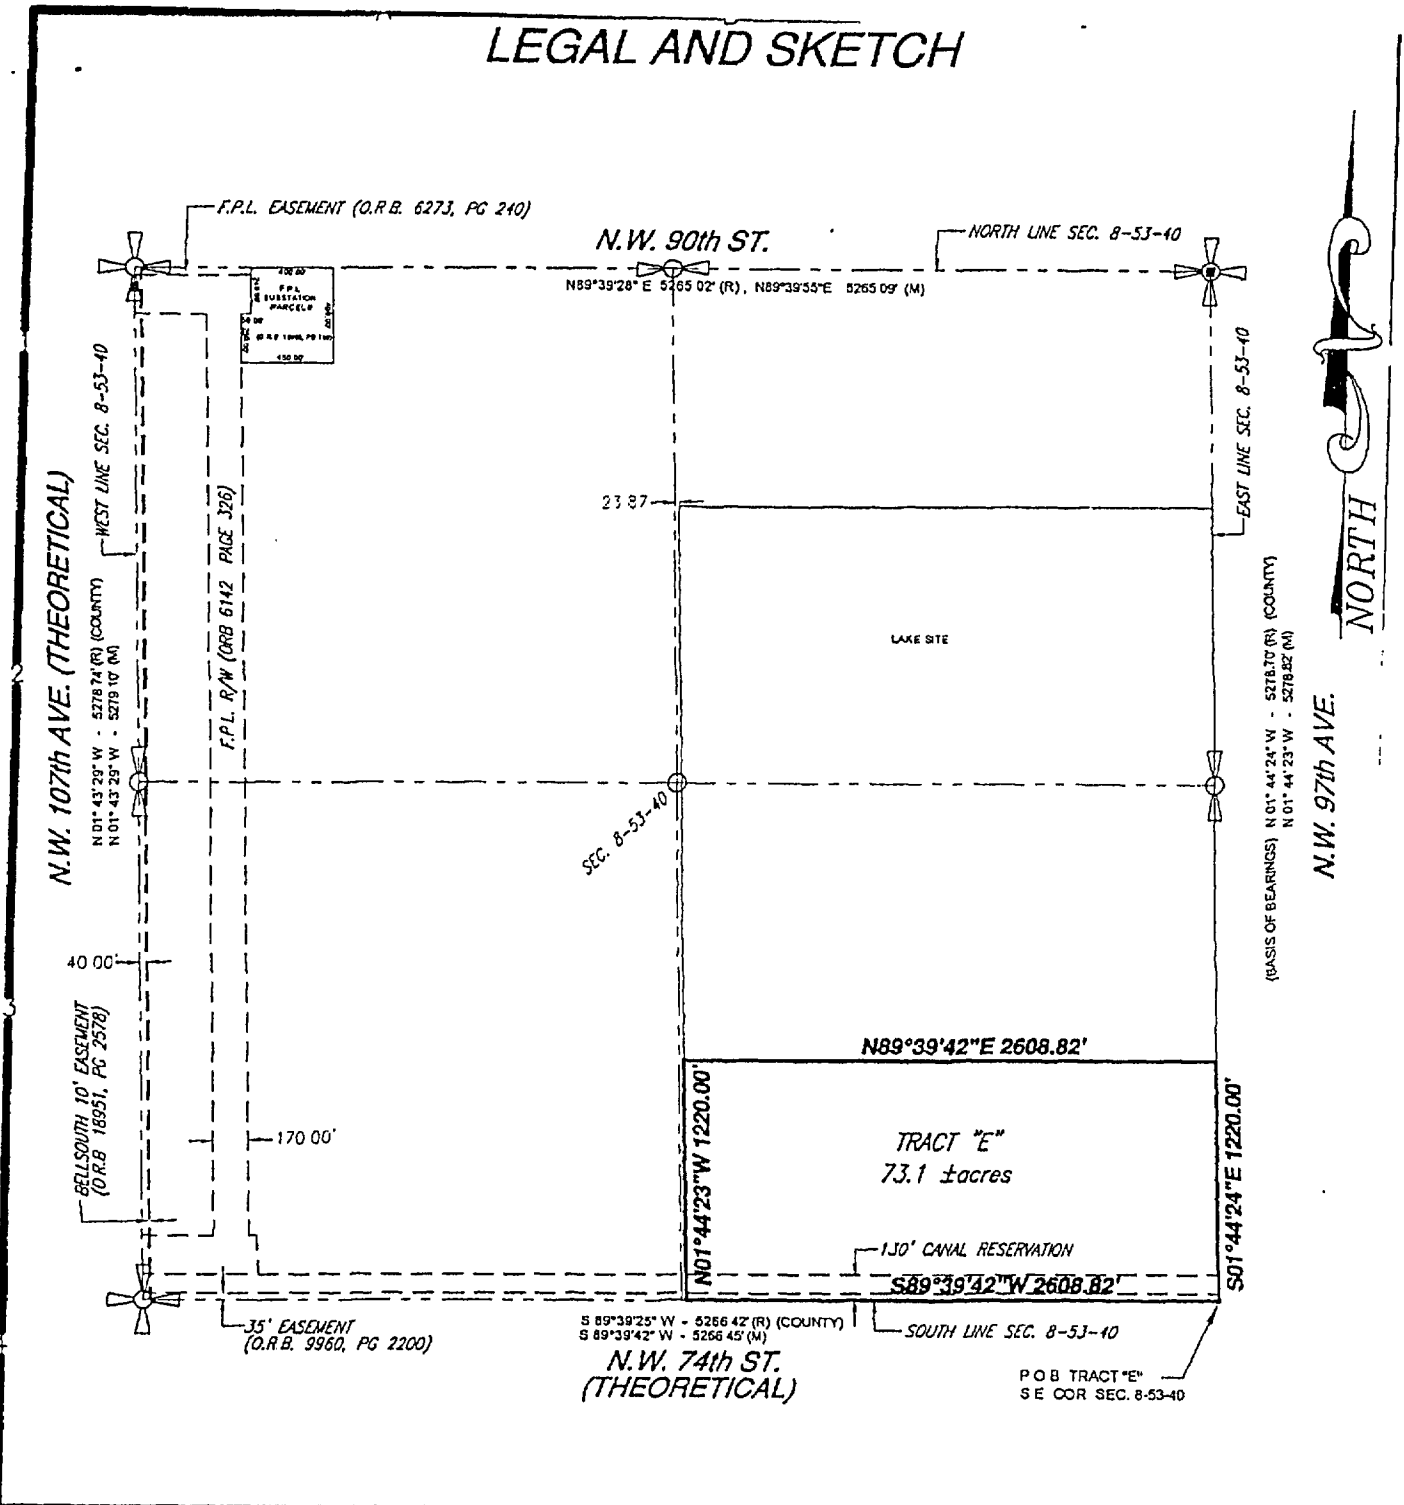 LEGAL AND SKETCH
F.P.L. EASEMENT (O.R.B. 6273, PG 240)
N.W. 90th ST.
NORTH LINE SEC. 8-53-40
N89°39'28" E 5265 02' (R), N89°39'55"E 5265 09' (M)
400.00'
F P L
SUBSTATION
PARCELS
450 00'
WEST LINE SEC. 8-53-40
EAST LINE SEC. 8-53-40
NORTH
23 87
F.P.L. R/W (ORB 6142 PAGE 326)
N.W. 107th AVE. (THEORETICAL)
N 01° 43' 29" W - 5278 74' (R) (COUNTY)
N 01° 43' 29" W - 5279 10' (M)
LAKE SITE
(BASIS OF BEARINGS) N 01° 44' 24" W - 5278.70' (R) (COUNTY)
N 01° 44' 23" W - 5278.82' (M)
N.W. 97th AVE.
2
SEC. 8-53-40
40 00'
3
BELLSOUTH 10' EASEMENT
(O.R.B 18951, PG 2578)
N89°39'42"E 2608.82'
N01°44'23"W 1220.00'
TRACT "E"
73.1 ±acres
S01°44'24"E 1220.00'
170 00'
130' CANAL RESERVATION
S89°39'42"W 2608.82'
35' EASEMENT
(O.R.B. 9960, PG 2200)
S 89°39'25" W - 5266 42' (R) (COUNTY)
S 89°39'42" W - 5266 45' (M)
SOUTH LINE SEC. 8-53-40
N.W. 74th ST.
(THEORETICAL)
P O B TRACT "E"
S E COR SEC. 8-53-40